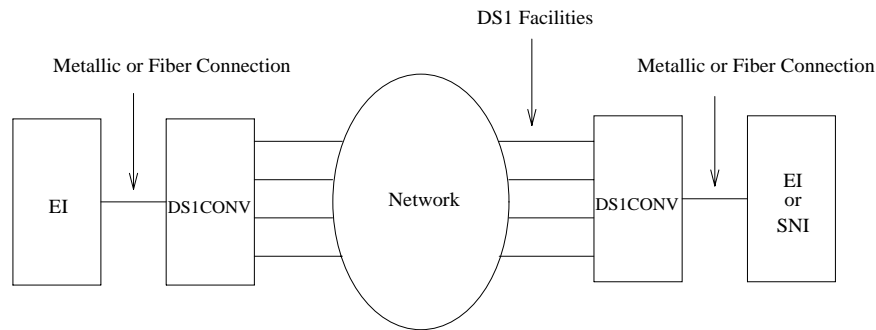 DS1 Facilities
Metallic or Fiber Connection
Metallic or Fiber Connection
EI
DS1CONV
Network
DS1CONV
EI
or
SNI